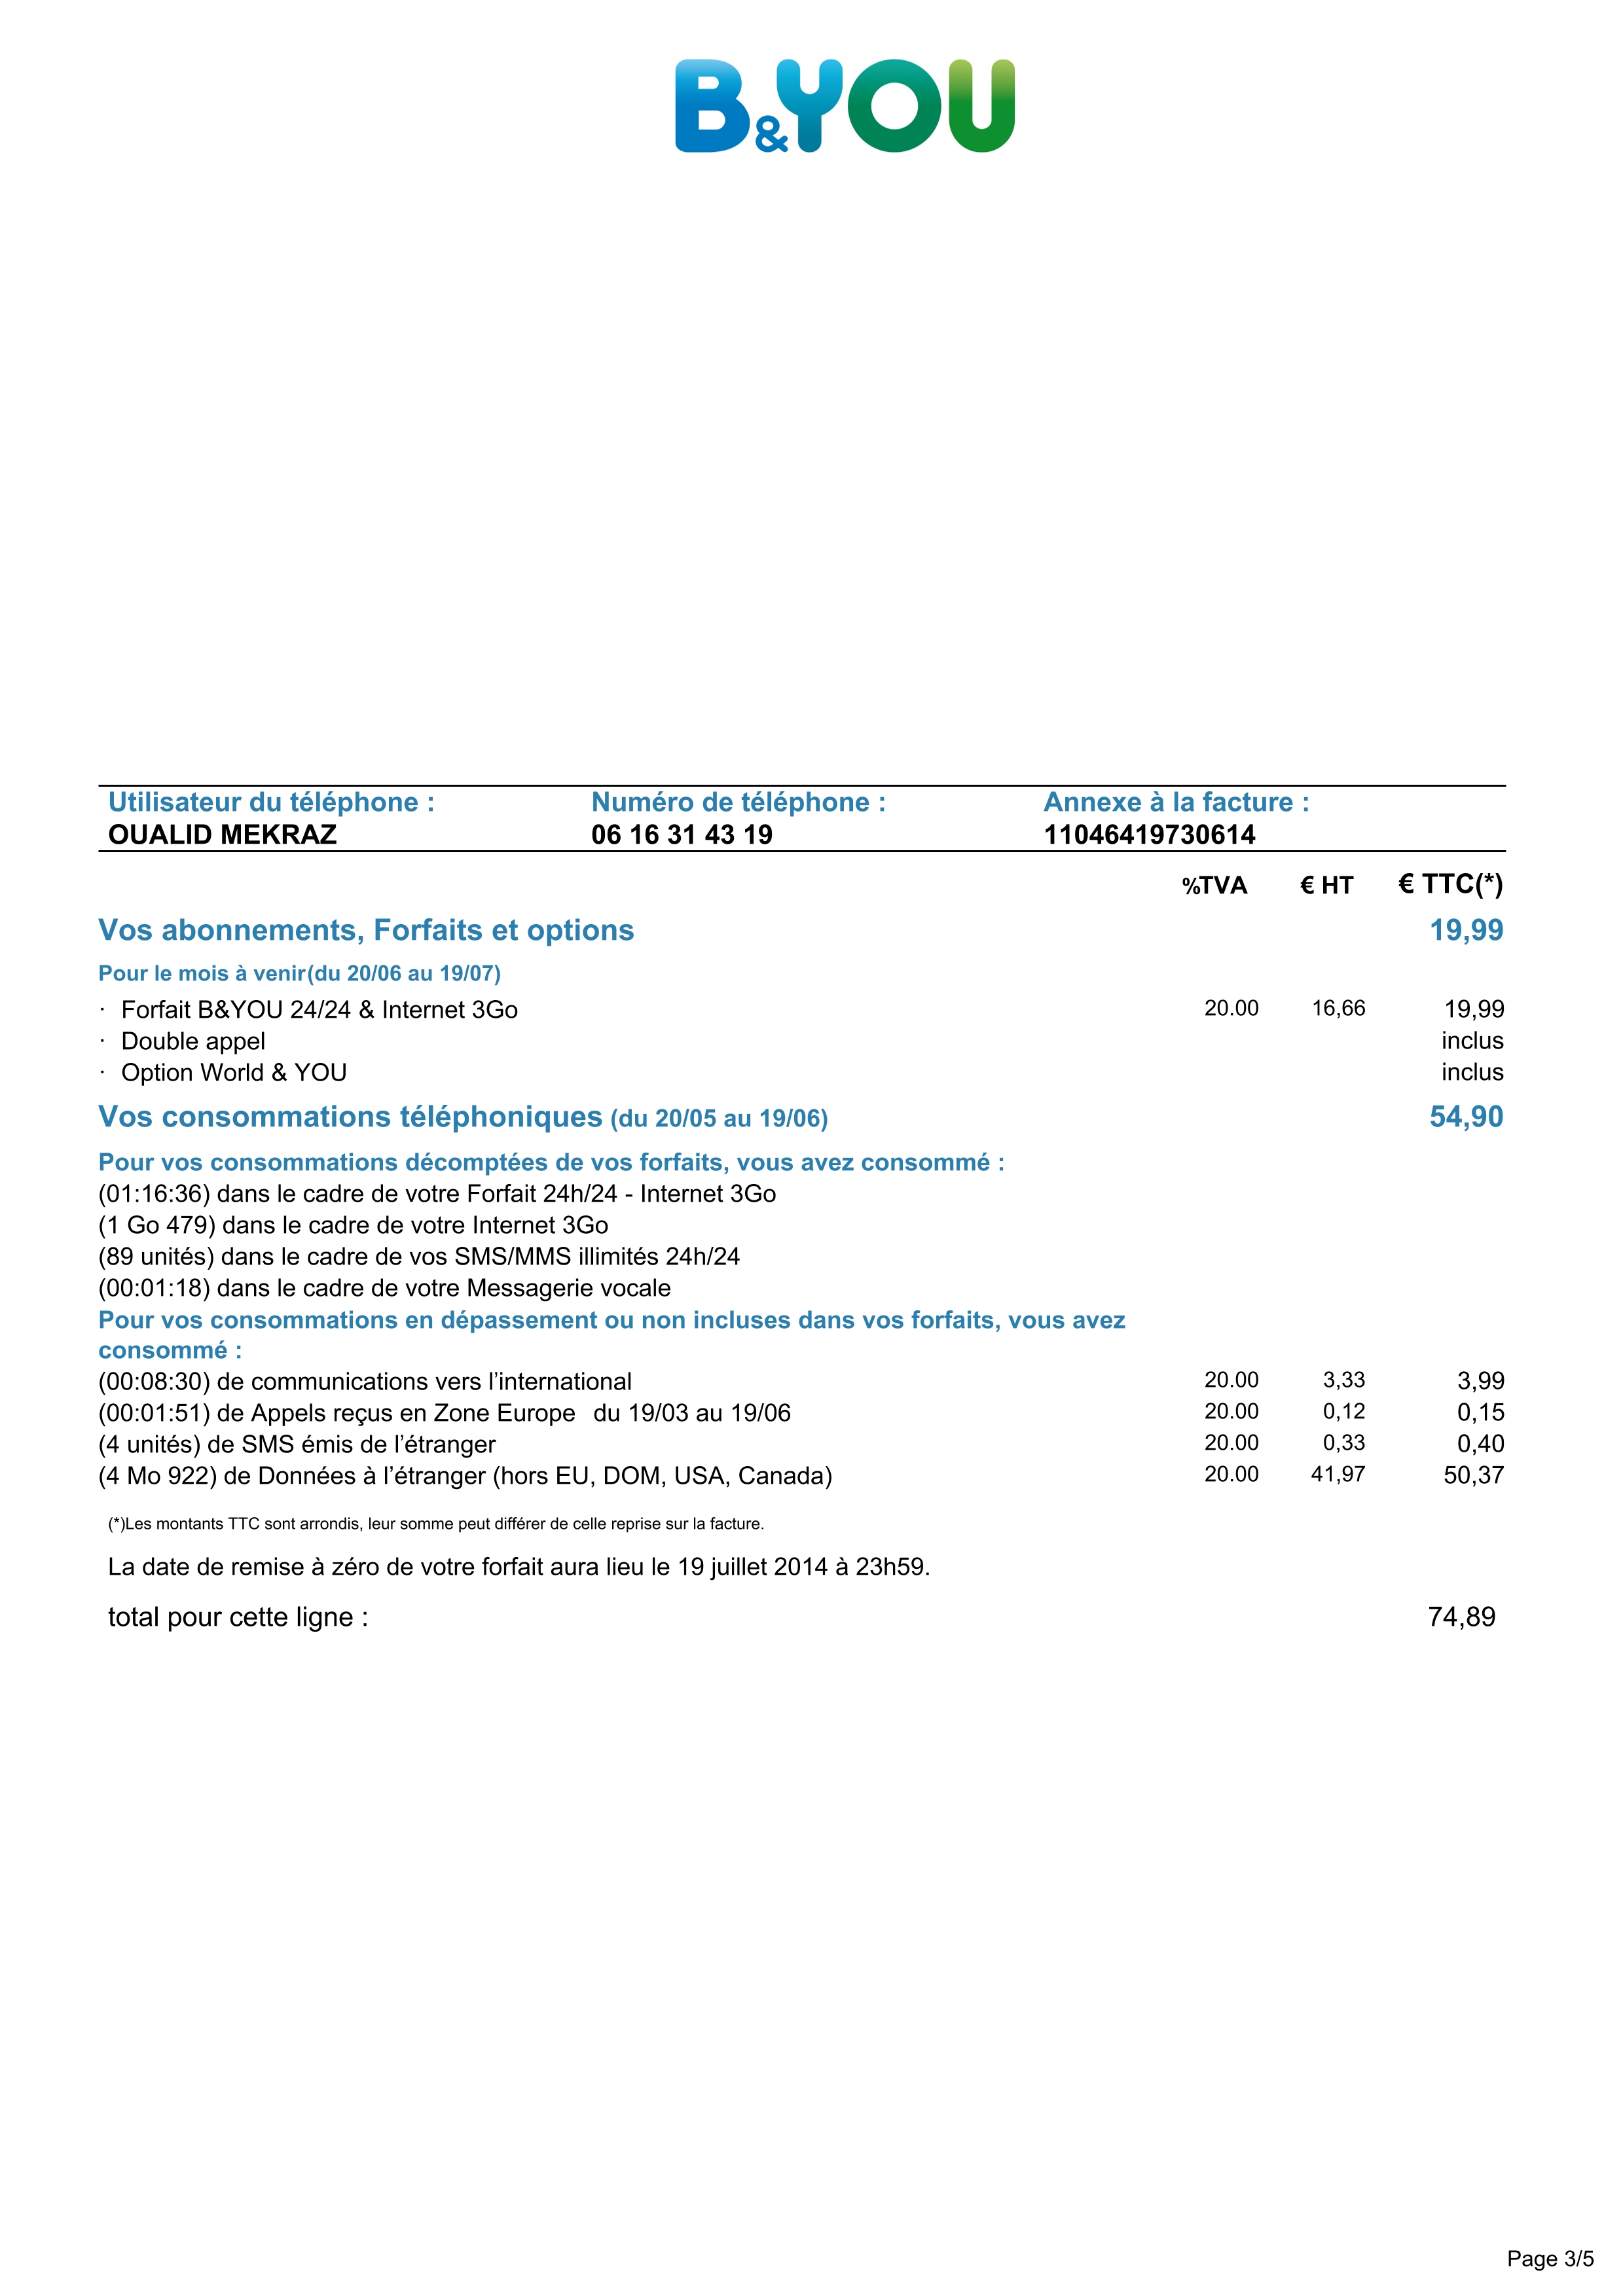 B&YOU
Utilisateur du téléphone : Numéro de téléphone : Annexe à la facture :
OUALID MEKRAZ 06 16 31 43 19 11046419730614
%TVA € HT € TTC(*)
Vos abonnements, Forfaits et options 19,99
Pour le mois à venir(du 20/06 au 19/07)
· Forfait B&YOU 24/24 & Internet 3Go 20.00 16,66 19,99
· Double appel inclus
· Option World & YOU inclus
Vos consommations téléphoniques (du 20/05 au 19/06) 54,90
Pour vos consommations décomptées de vos forfaits, vous avez consommé :
(01:16:36) dans le cadre de votre Forfait 24h/24 - Internet 3Go
(1 Go 479) dans le cadre de votre Internet 3Go
(89 unités) dans le cadre de vos SMS/MMS illimités 24h/24
(00:01:18) dans le cadre de votre Messagerie vocale
Pour vos consommations en dépassement ou non incluses dans vos forfaits, vous avez
consommé :
(00:08:30) de communications vers l’international 20.00 3,33 3,99
(00:01:51) de Appels reçus en Zone Europe du 19/03 au 19/06 20.00 0,12 0,15
(4 unités) de SMS émis de l’étranger 20.00 0,33 0,40
(4 Mo 922) de Données à l’étranger (hors EU, DOM, USA, Canada) 20.00 41,97 50,37
(*)Les montants TTC sont arrondis, leur somme peut différer de celle reprise sur la facture.
La date de remise à zéro de votre forfait aura lieu le 19 juillet 2014 à 23h59.
total pour cette ligne : 74,89
Page 3/5